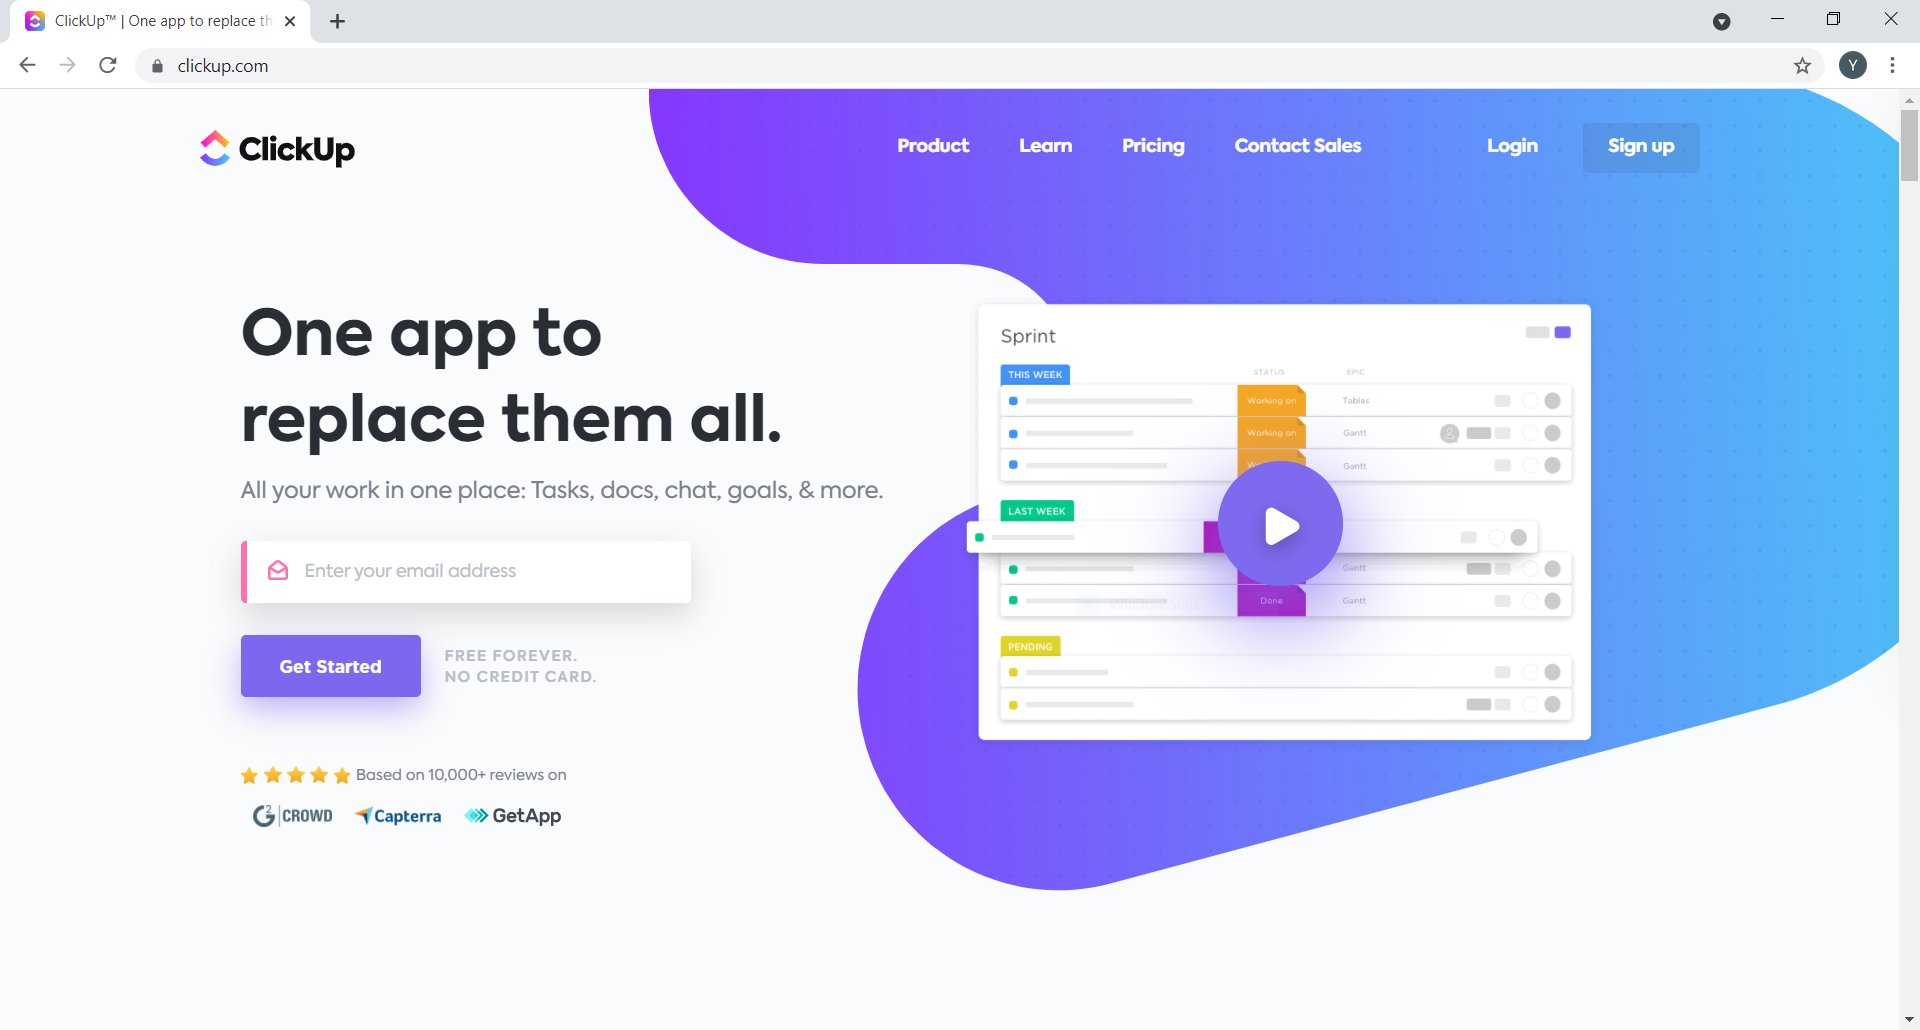 ClickUp™ | One app to replace th
clickup.com
Y
ClickUp
Product
Learn
Pricing
Contact Sales
Login
Sign up
One app to
replace them all.
All your work in one place: Tasks, docs, chat, goals, & more.
Enter your email address
Get Started
FREE FOREVER.
NO CREDIT CARD.
Based on 10,000+ reviews on
G2 | CROWD
Capterra
GetApp
Sprint
THIS WEEK
STATUS
EPIC
Working on
Tables
Working on
Gantt
Gantt
LAST WEEK
Gantt
Window Snip
Done
Gantt
PENDING